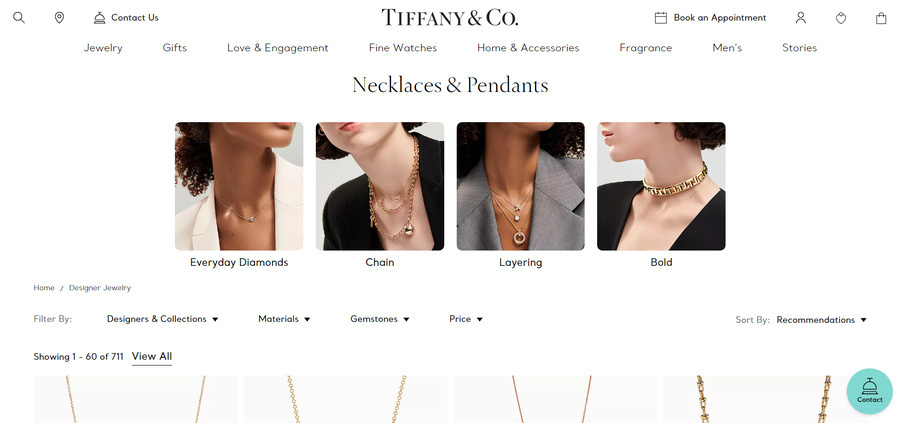 Contact Us
TIFFANY & CO.
Book an Appointment
Jewelry Gifts Love & Engagement Fine Watches Home & Accessories Fragrance Men's Stories
Necklaces & Pendants
Everyday Diamonds Chain Layering Bold
Home / Designer Jewelry
Filter By: Designers & Collections Materials Gemstones Price Sort By: Recommendations
Showing 1 - 60 of 711 View All
Contact